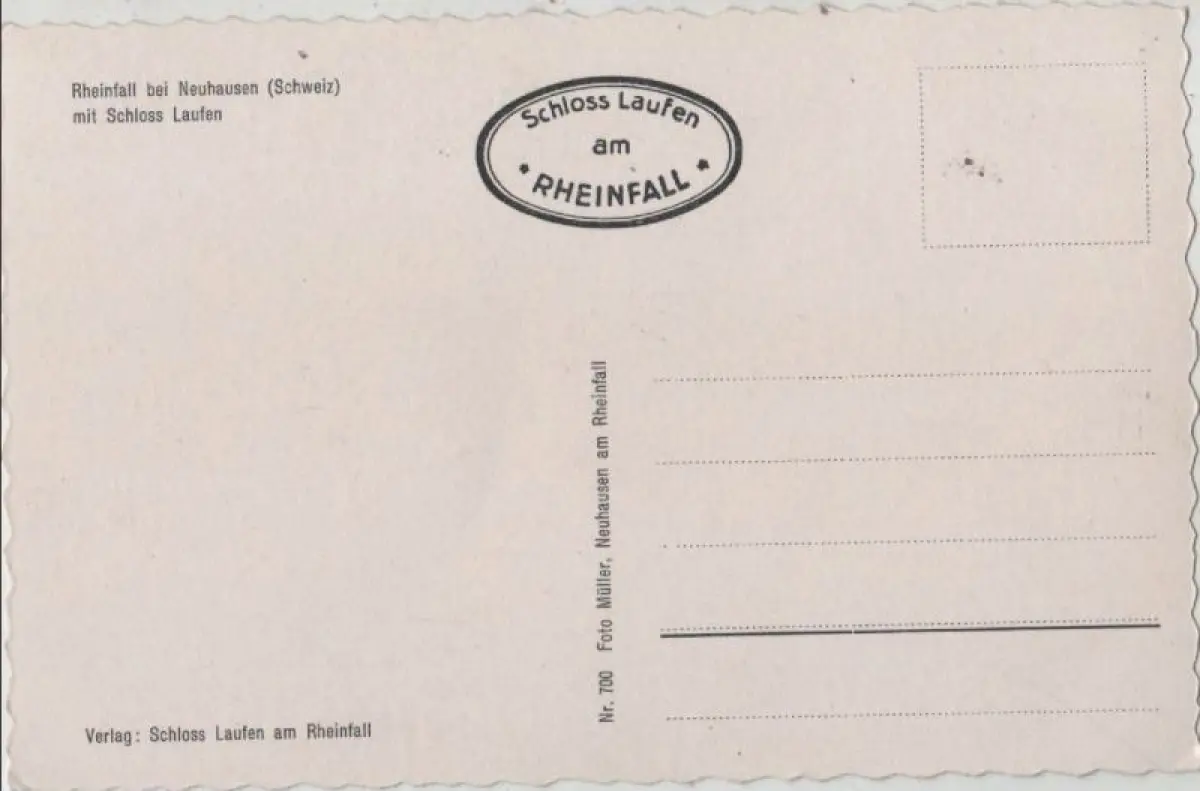 Rheinfall bei Neuhausen (Schweiz)
mit Schloss Laufen
Schloss Laufen
am
* RHEINFALL *
Nr. 700 Foto Müller, Neuhausen am Rheinfall
Verlag: Schloss Laufen am Rheinfall